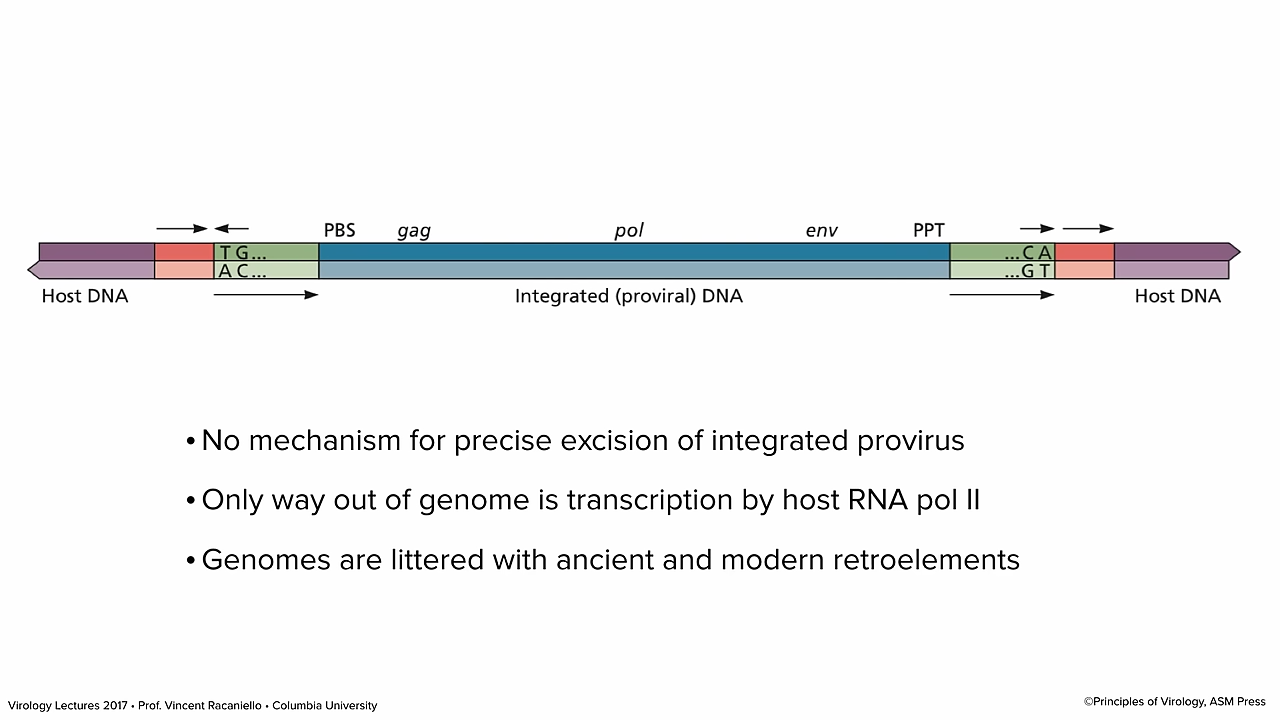 PBS gag pol env PPT
T G... ...C A
A C... ...G T
Host DNA Integrated (proviral) DNA Host DNA
• No mechanism for precise excision of integrated provirus
• Only way out of genome is transcription by host RNA pol II
• Genomes are littered with ancient and modern retroelements
Virology Lectures 2017 • Prof. Vincent Racaniello • Columbia University
©Principles of Virology, ASM Press